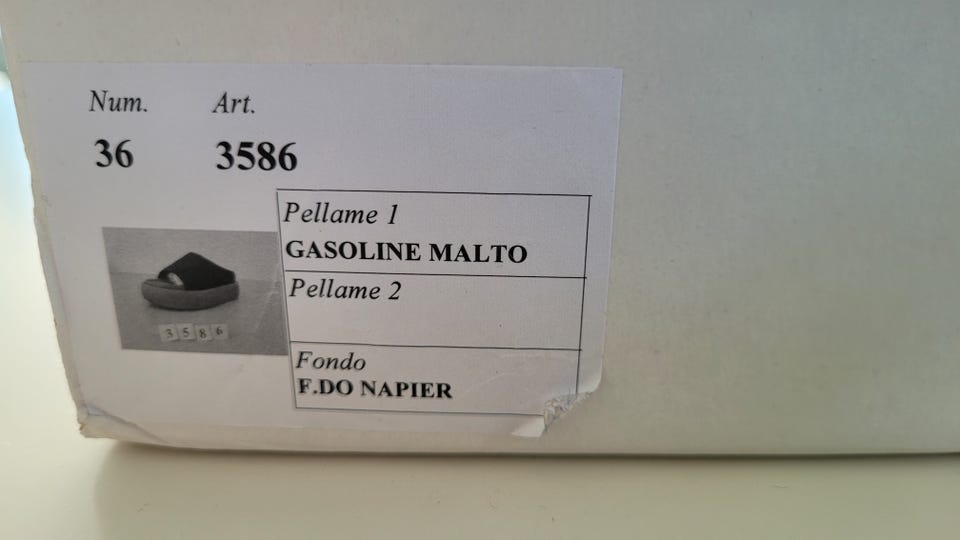 Num. Art.
36 3586
Pellame 1
GASOLINE MALTO
Pellame 2
3586
Fondo
F.DO NAPIER